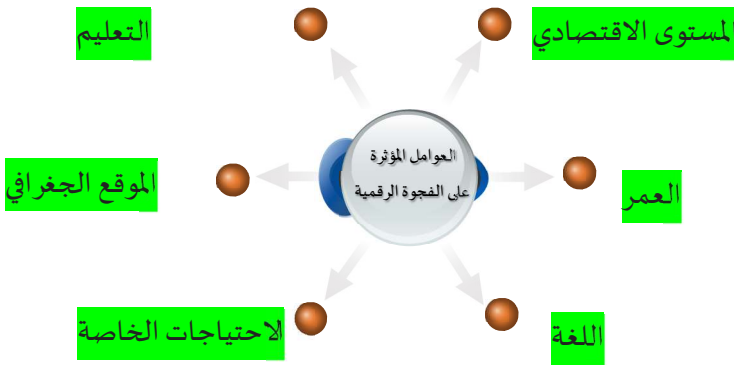 المستوى الاقتصادي
التعليم
العوامل المؤثرة
على الفجوة الرقمية
العمر
الموقع الجغرافي
اللغة
الاحتياجات الخاصة